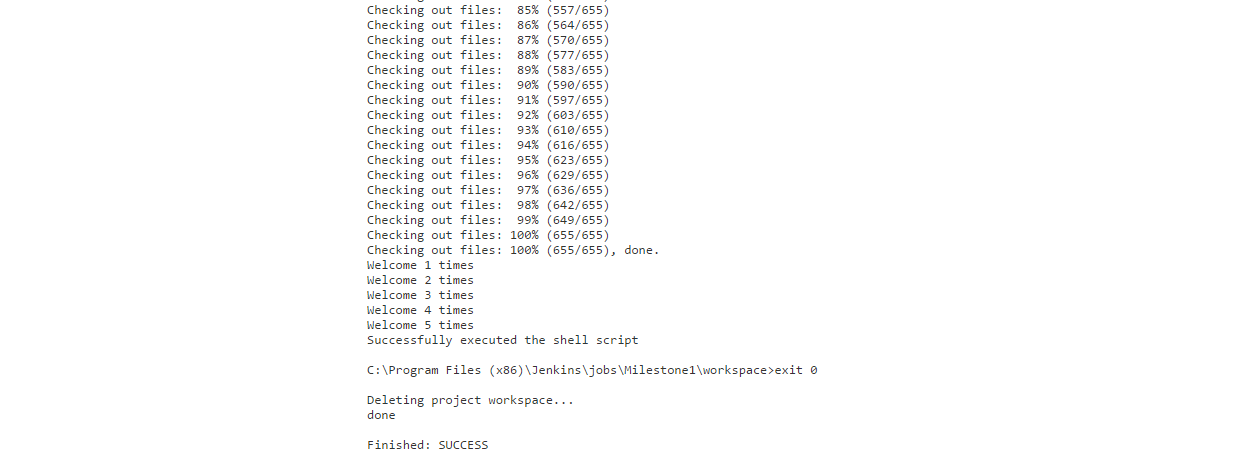 Checking out files:  85% (557/655)
Checking out files:  86% (564/655)
Checking out files:  87% (570/655)
Checking out files:  88% (577/655)
Checking out files:  89% (583/655)
Checking out files:  90% (590/655)
Checking out files:  91% (597/655)
Checking out files:  92% (603/655)
Checking out files:  93% (610/655)
Checking out files:  94% (616/655)
Checking out files:  95% (623/655)
Checking out files:  96% (629/655)
Checking out files:  97% (636/655)
Checking out files:  98% (642/655)
Checking out files:  99% (649/655)
Checking out files: 100% (655/655)
Checking out files: 100% (655/655), done.
Welcome 1 times
Welcome 2 times
Welcome 3 times
Welcome 4 times
Welcome 5 times
Successfully executed the shell script
C:\Program Files (x86)\Jenkins\jobs\Milestone1\workspace>exit 0
Deleting project workspace...
done
Finished: SUCCESS